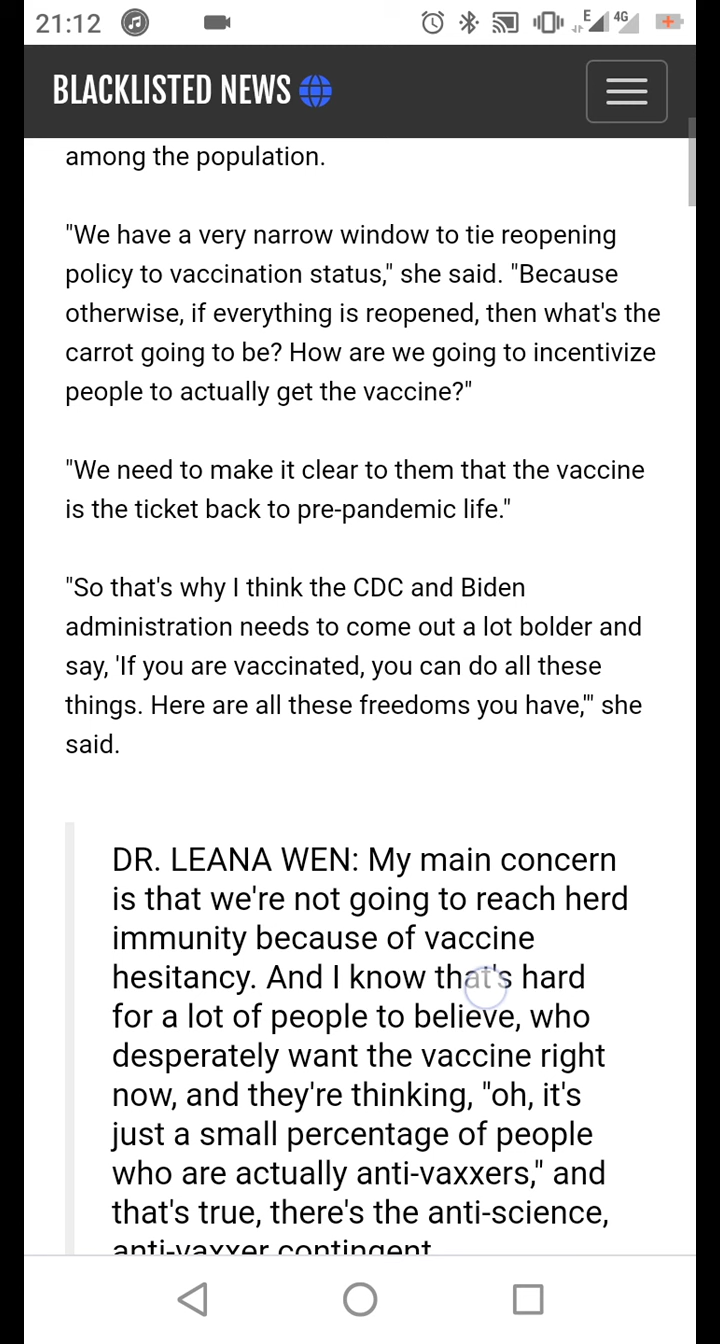 21:12
E
4G
BLACKLISTED NEWS
among the population.
"We have a very narrow window to tie reopening
policy to vaccination status," she said. "Because
otherwise, if everything is reopened, then what's the
carrot going to be? How are we going to incentivize
people to actually get the vaccine?"
"We need to make it clear to them that the vaccine
is the ticket back to pre-pandemic life."
"So that's why I think the CDC and Biden
administration needs to come out a lot bolder and
say, 'If you are vaccinated, you can do all these
things. Here are all these freedoms you have,'" she
said.
DR. LEANA WEN: My main concern
is that we're not going to reach herd
immunity because of vaccine
hesitancy. And I know that's hard
for a lot of people to believe, who
desperately want the vaccine right
now, and they're thinking, "oh, it's
just a small percentage of people
who are actually anti-vaxxers," and
that's true, there's the anti-science,
anti-vaxxer contingent